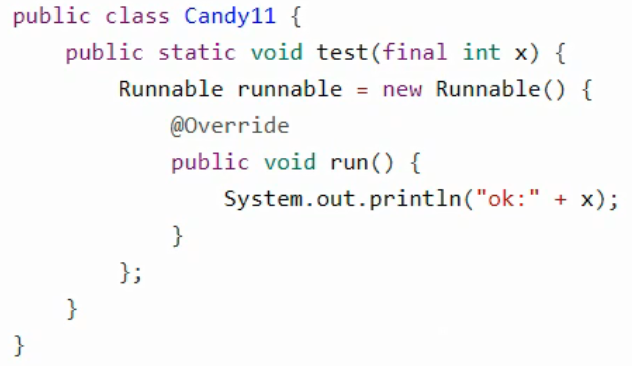 public class Candy11 {
    public static void test(final int x) {
        Runnable runnable = new Runnable() {
            @Override
            public void run() {
                System.out.println("ok:" + x);
            }
        };
    }
}